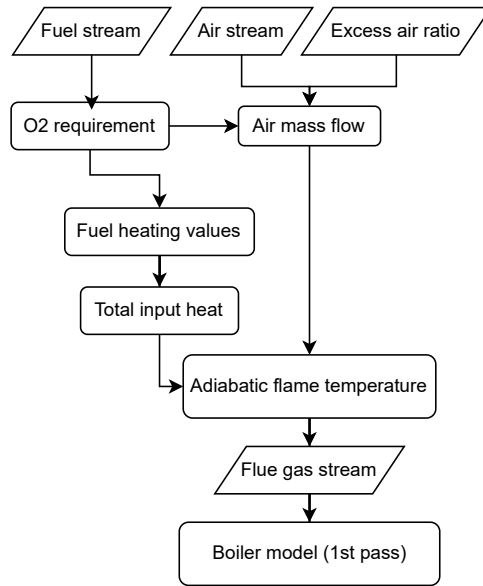 Fuel stream
Air stream
Excess air ratio
O2 requirement
Air mass flow
Fuel heating values
Total input heat
Adiabatic flame temperature
Flue gas stream
Boiler model (1st pass)